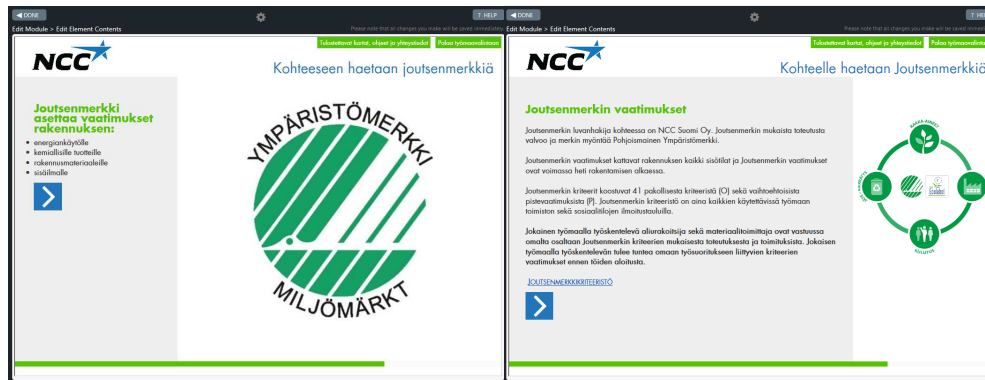 DONE
? HELP
Edit Module > Edit Element Contents
Please note that all changes you make will be saved immediately.
Tulostettavat kartat, ohjeet ja yhteystiedot
Palaa työmaavalintaan
NCC
Kohteeseen haetaan joutsenmerkkiä
Joutsenmerkki
asettaa vaatimukset
rakennuksen:
• energiankäytölle
• kemiallisille tuotteille
• rakennusmateriaaleille
• sisäilmalle
YMPÄRISTÖMERKKI
MILJÖMÄRKT
DONE
? HE
Edit Module > Edit Element Contents
Please note that all changes you make will be saved immedia
Tulostettavat kartat, ohjeet ja yhteystiedot
Palaa työmaavalinta
NCC
Kohteelle haetaan Joutsenmerkkiä
Joutsenmerkin vaatimukset
Joutsenmerkin luvanhakija kohteessa on NCC Suomi Oy. Joutsenmerkin mukaista toteutusta
valvoo ja merkin myöntää Pohjoismainen Ympäristömerkki.
Joutsenmerkin vaatimukset kattavat rakennuksen kaikki sisätilat ja Joutsenmerkin vaatimukset
ovat voimassa heti rakentamisen alkaessa.
Joutsenmerkin kriteerit koostuvat 41 pakollisesta kriteeristä (O) sekä vaihtoehtoisista
pistevaatimuksista (P). Joutsenmerkin kriteeristö on aina kaikkien käytettävissä työmaan
toimiston sekä sosiaalitilojen ilmoitustauluilla.
Jokainen työmaalla työskentelevä aliurakoitsija sekä materiaalitoimittaja ovat vastuussa
omalta osaltaan Joutsenmerkin kriteerien mukaisesta toteutuksesta ja toimituksista. Jokaisen
työmaalla työskentelevän tulee tuntea omaan työsuoritukseen liittyvien kriteerien
vaatimukset ennen töiden aloitusta.
JOUTSENMERKKIKRITEERISTÖ
RAAKA-AINEET
Ecolabel
KULUTUS